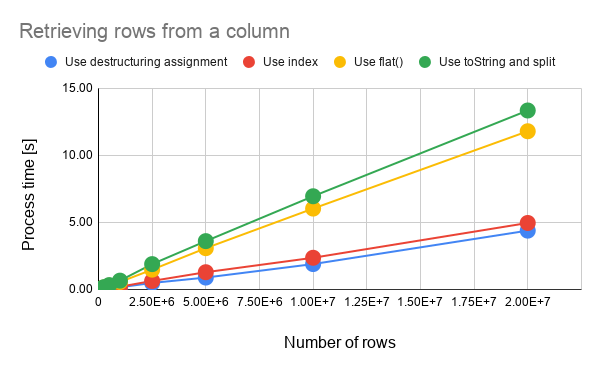 Retrieving rows from a column
Use destructuring assignment Use index Use flat() Use toString and split
15.00
10.00
5.00
0.00
Process time [s]
0 2.50E+6 5.00E+6 7.50E+6 1.00E+7 1.25E+7 1.50E+7 1.75E+7 2.00E+7
Number of rows